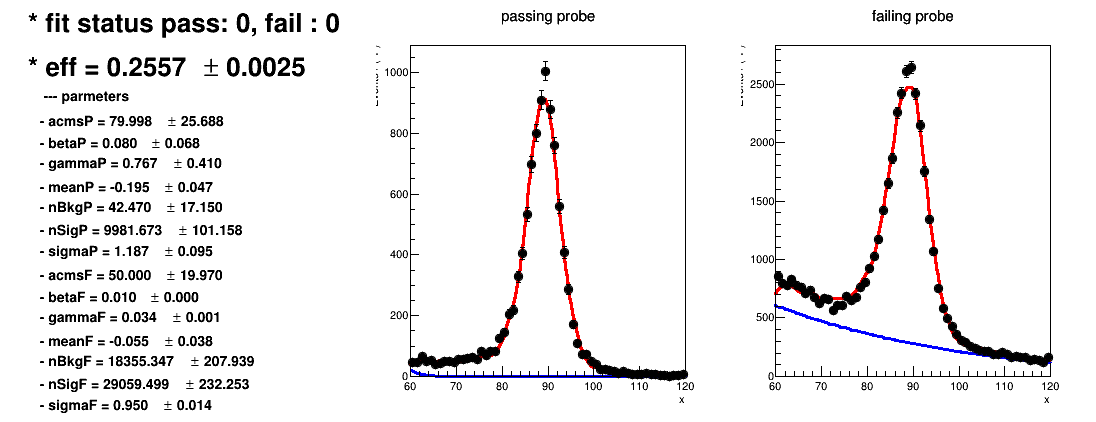 * fit status pass: 0, fail : 0
* eff = 0.2557 ± 0.0025
--- parmeters
- acmsP = 79.998 ± 25.688
- betaP = 0.080 ± 0.068
- gammaP = 0.767 ± 0.410
- meanP = -0.195 ± 0.047
- nBkgP = 42.470 ± 17.150
- nSigP = 9981.673 ± 101.158
- sigmaP = 1.187 ± 0.095
- acmsF = 50.000 ± 19.970
- betaF = 0.010 ± 0.000
- gammaF = 0.034 ± 0.001
- meanF = -0.055 ± 0.038
- nBkgF = 18355.347 ± 207.939
- nSigF = 29059.499 ± 232.253
- sigmaF = 0.950 ± 0.014
passing probe
1000
800
600
400
200
0
60 70 80 90 100 110 120
x
failing probe
2500
2000
1500
1000
500
0
60 70 80 90 100 110 120
x